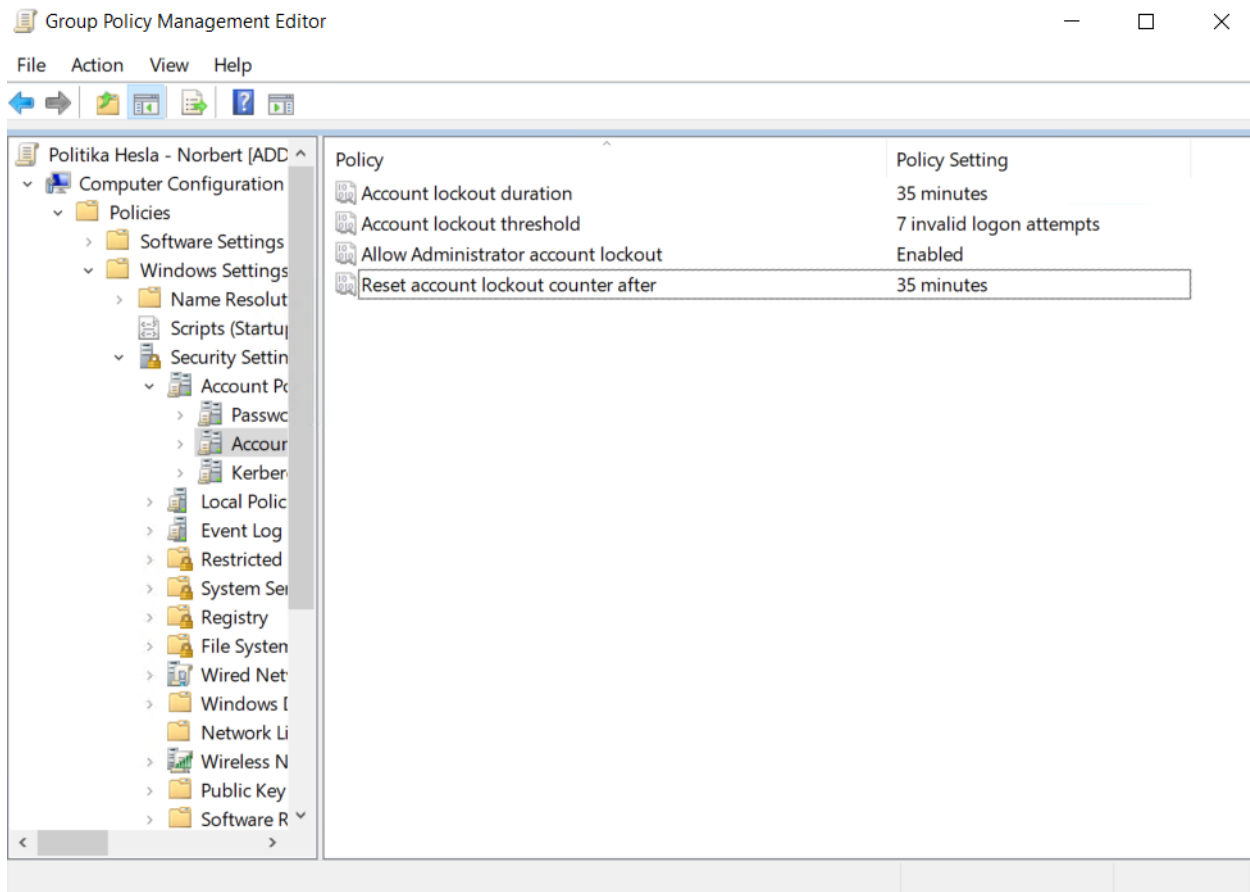 Group Policy Management Editor
File Action View Help
Politika Hesla - Norbert [ADD
Computer Configuration
Policies
Software Settings
Windows Settings
Name Resolut
Scripts (Startu
Security Settin
Account Po
Passwo
Accoun
Kerber
Local Polic
Event Log
Restricted
System Ser
Registry
File System
Wired Net
Windows D
Network Li
Wireless N
Public Key
Software R
Policy Policy Setting
Account lockout duration 35 minutes
Account lockout threshold 7 invalid logon attempts
Allow Administrator account lockout Enabled
Reset account lockout counter after 35 minutes